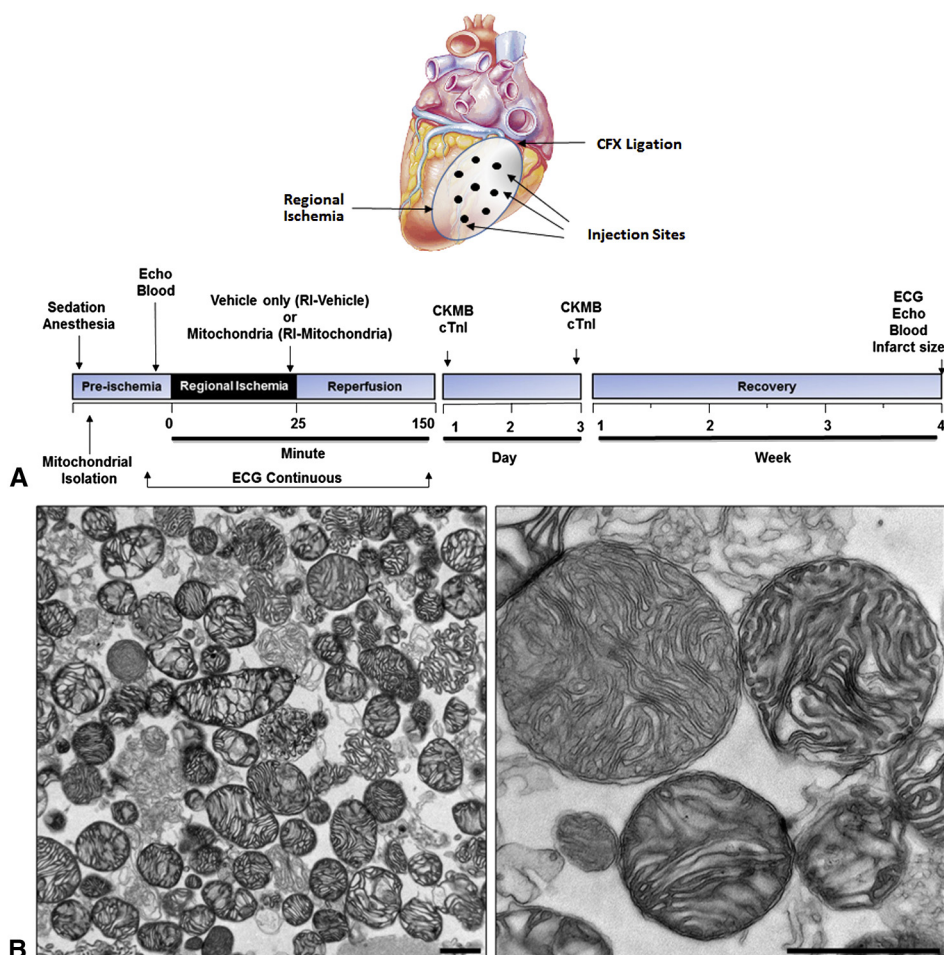 CFX Ligation
Regional
Ischemia
Injection Sites
Echo
Blood
Sedation
Anesthesia
Vehicle only (RI-Vehicle)
or
Mitochondria (RI-Mitochondria)
CKMB
cTnI
CKMB
cTnI
ECG
Echo
Blood
Infarct size
Pre-ischemia
Regional Ischemia
Reperfusion
Recovery
0
25
150
1
2
3
1
2
3
4
Minute
Day
Week
Mitochondrial
Isolation
ECG Continuous
A
B